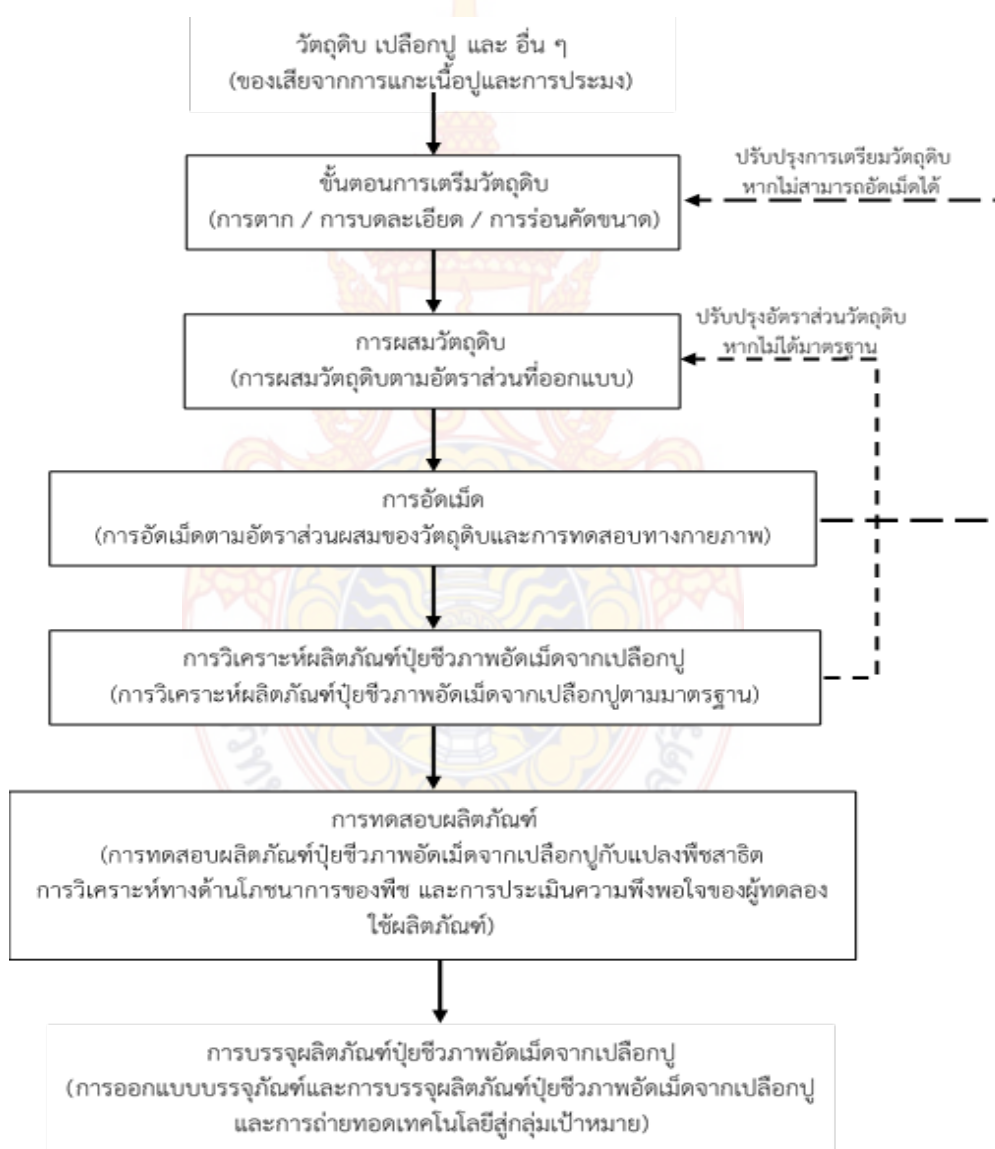 วัตถุดิบ เปลือกปู และ อื่น ๆ
(ของเสียจากการแกะเนื้อปูและการประมง)
ปรับปรุงการเตรียมวัตถุดิบ
หากไม่สามารถอัดเม็ดได้
ขั้นตอนการเตรีมวัตถุดิบ
(การตาก / การบดละเอียด / การร่อนคัดขนาด)
ปรับปรุงอัตราส่วนวัตถุดิบ
หากไม่ได้มาตรฐาน
การผสมวัตถุดิบ
(การผสมวัตถุดิบตามอัตราส่วนที่ออกแบบ)
การอัดเม็ด
(การอัดเม็ดตามอัตราส่วนผสมของวัตถุดิบและการทดสอบทางกายภาพ)
การวิเคราะห์ผลิตภัณฑ์ปุ๋ยชีวภาพอัดเม็ดจากเปลือกปู
(การวิเคราะห์ผลิตภัณฑ์ปุ๋ยชีวภาพอัดเม็ดจากเปลือกปูตามมาตรฐาน)
การทดสอบผลิตภัณฑ์
(การทดสอบผลิตภัณฑ์ปุ๋ยชีวภาพอัดเม็ดจากเปลือกปูกับแปลงพืชสาธิต
การวิเคราะห์ทางด้านโภชนาการของพืช และการประเมินความพึงพอใจของผู้ทดลอง
ใช้ผลิตภัณฑ์)
การบรรจุผลิตภัณฑ์ปุ๋ยชีวภาพอัดเม็ดจากเปลือกปู
(การออกแบบบรรจุภัณฑ์และการบรรจุผลิตภัณฑ์ปุ๋ยชีวภาพอัดเม็ดจากเปลือกปู
และการถ่ายทอดเทคโนโลยีสู่กลุ่มเป้าหมาย)